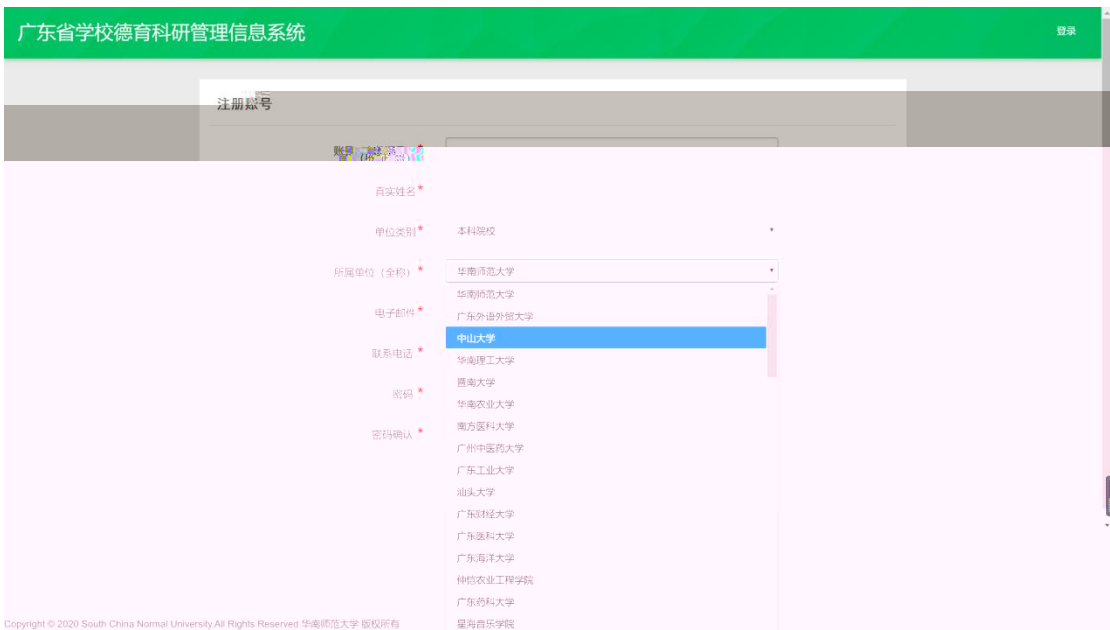 广东省学校德育科研管理信息系统
登录
注册账号
真实姓名*
单位类别* 本科院校
所属单位（全称）* 华南师范大学
华南师范大学
电子邮件*
广东外语外贸大学
中山大学
联系电话*
华南理工大学
暨南大学
密码*
华南农业大学
南方医科大学
密码确认*
广州中医药大学
广东工业大学
汕头大学
广东财经大学
广东医科大学
广东海洋大学
仲恺农业工程学院
广东药科大学
星海音乐学院
Copyright © 2020 South China Normal University.All Rights Reserved 华南师范大学 版权所有